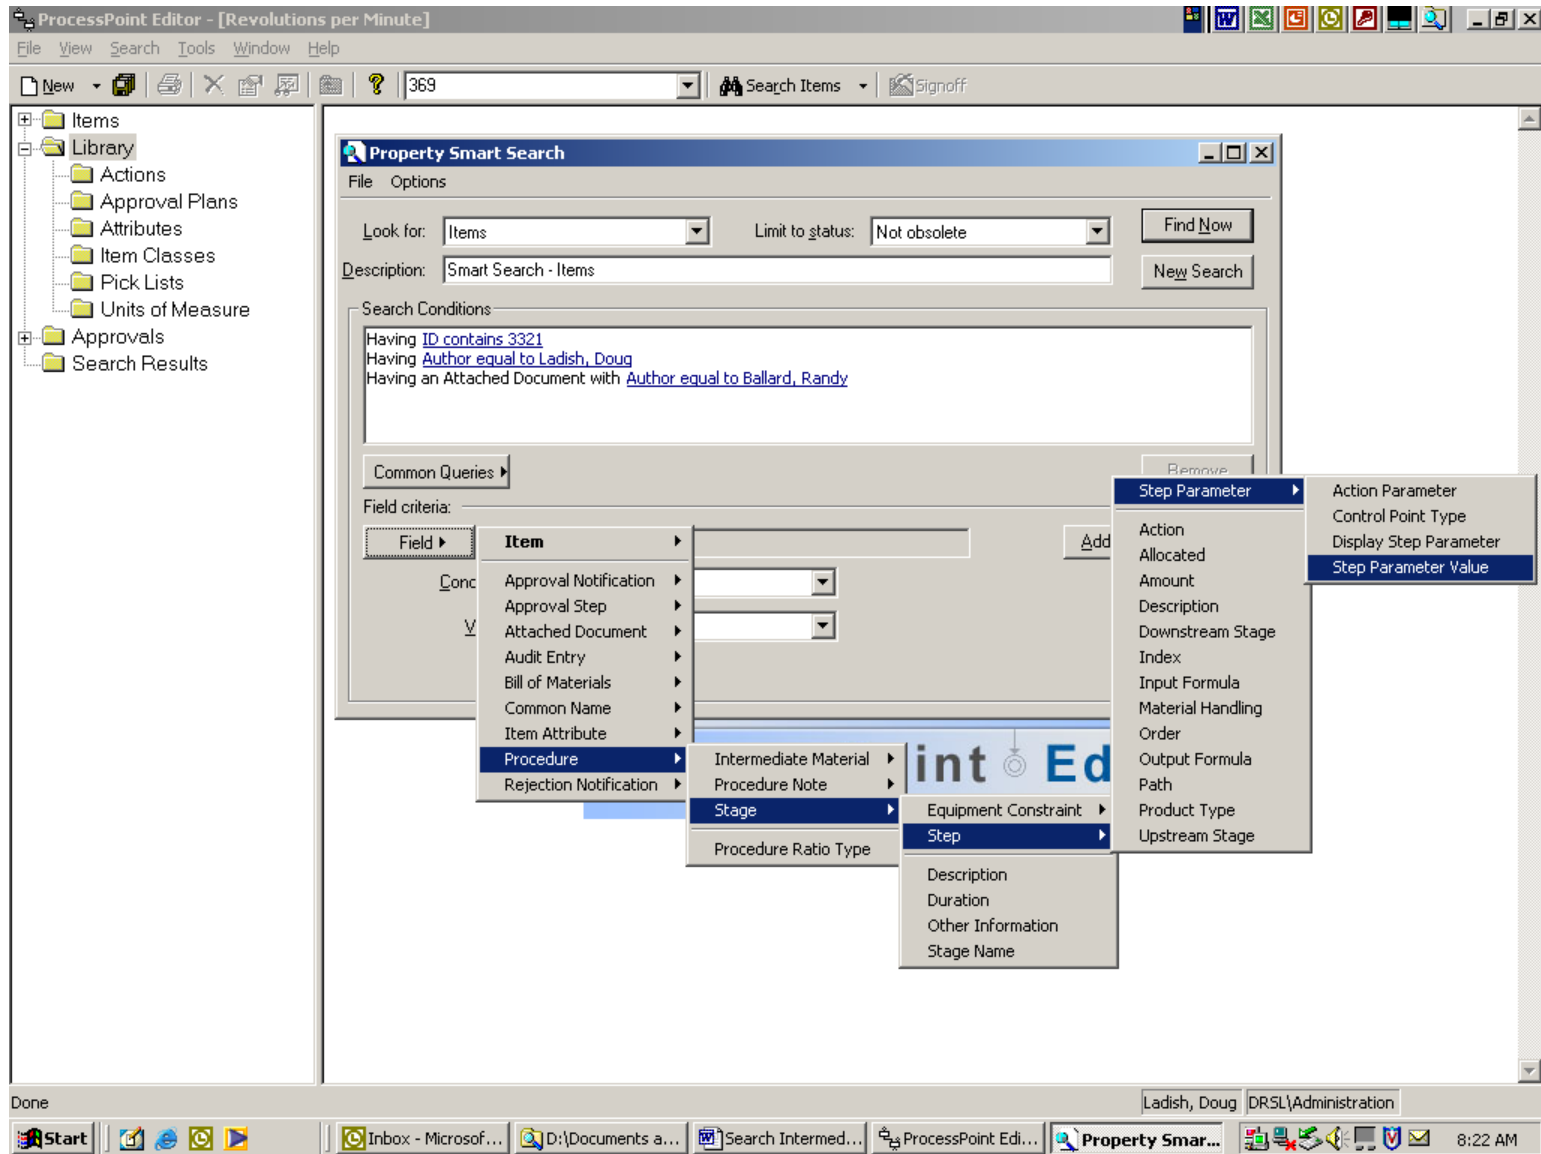 ProcessPoint Editor - [Revolutions per Minute]
File View Search Tools Window Help
New 369 Search Items Signoff
Items
Library
Actions
Approval Plans
Attributes
Item Classes
Pick Lists
Units of Measure
Approvals
Search Results
Property Smart Search
File Options
Look for: Items Limit to status: Not obsolete Find Now
Description: Smart Search - Items New Search
Search Conditions
Having ID contains 3321
Having Author equal to Ladish, Doug
Having an Attached Document with Author equal to Ballard, Randy
Common Queries Remove
Field criteria:
Field Add
Conc
V
Item
Approval Notification
Approval Step
Attached Document
Audit Entry
Bill of Materials
Common Name
Item Attribute
Procedure
Rejection Notification
int Ed
Intermediate Material
Procedure Note
Stage
Procedure Ratio Type
Equipment Constraint
Step
Description
Duration
Other Information
Stage Name
Step Parameter
Action
Allocated
Amount
Description
Downstream Stage
Index
Input Formula
Material Handling
Order
Output Formula
Path
Product Type
Upstream Stage
Action Parameter
Control Point Type
Display Step Parameter
Step Parameter Value
Done Ladish, Doug DRSL\Administration
Start Inbox - Microsof... D:\Documents a... Search Intermed... ProcessPoint Edi... Property Smar... 8:22 AM